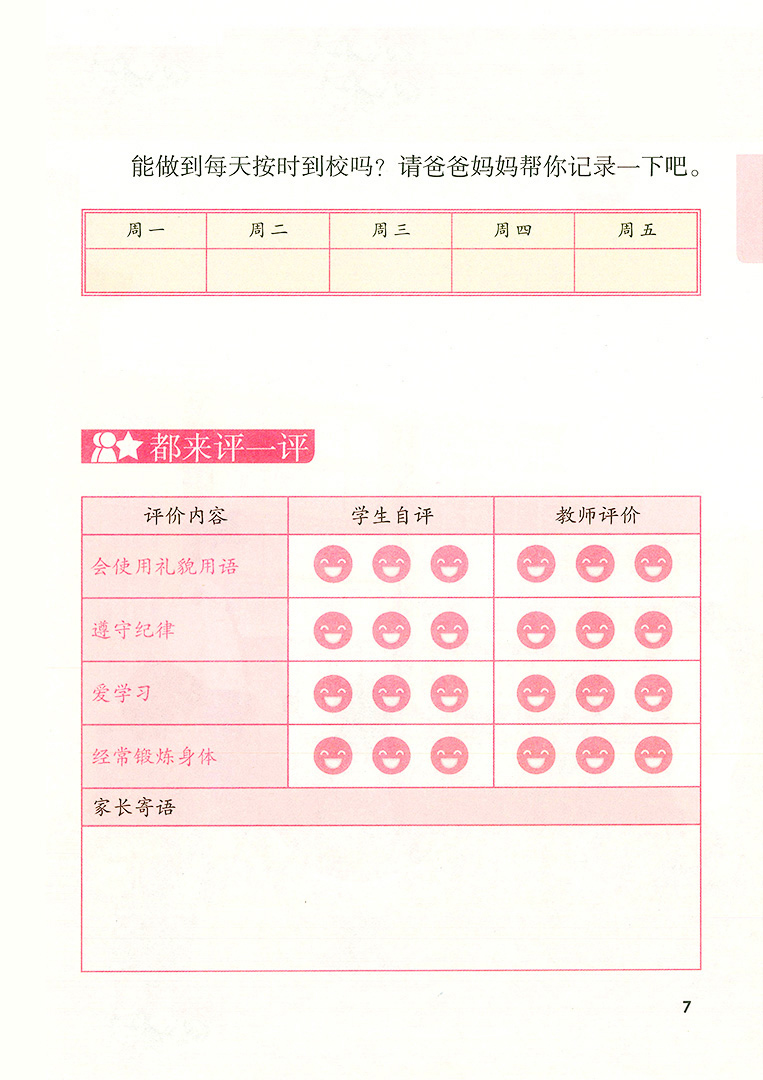 能做到每天按时到校吗？请爸爸妈妈帮你记录一下吧。
周一 周二 周三 周四 周五
都来评一评
评价内容 学生自评 教师评价
会使用礼貌用语
遵守纪律
爱学习
经常锻炼身体
家长寄语
7